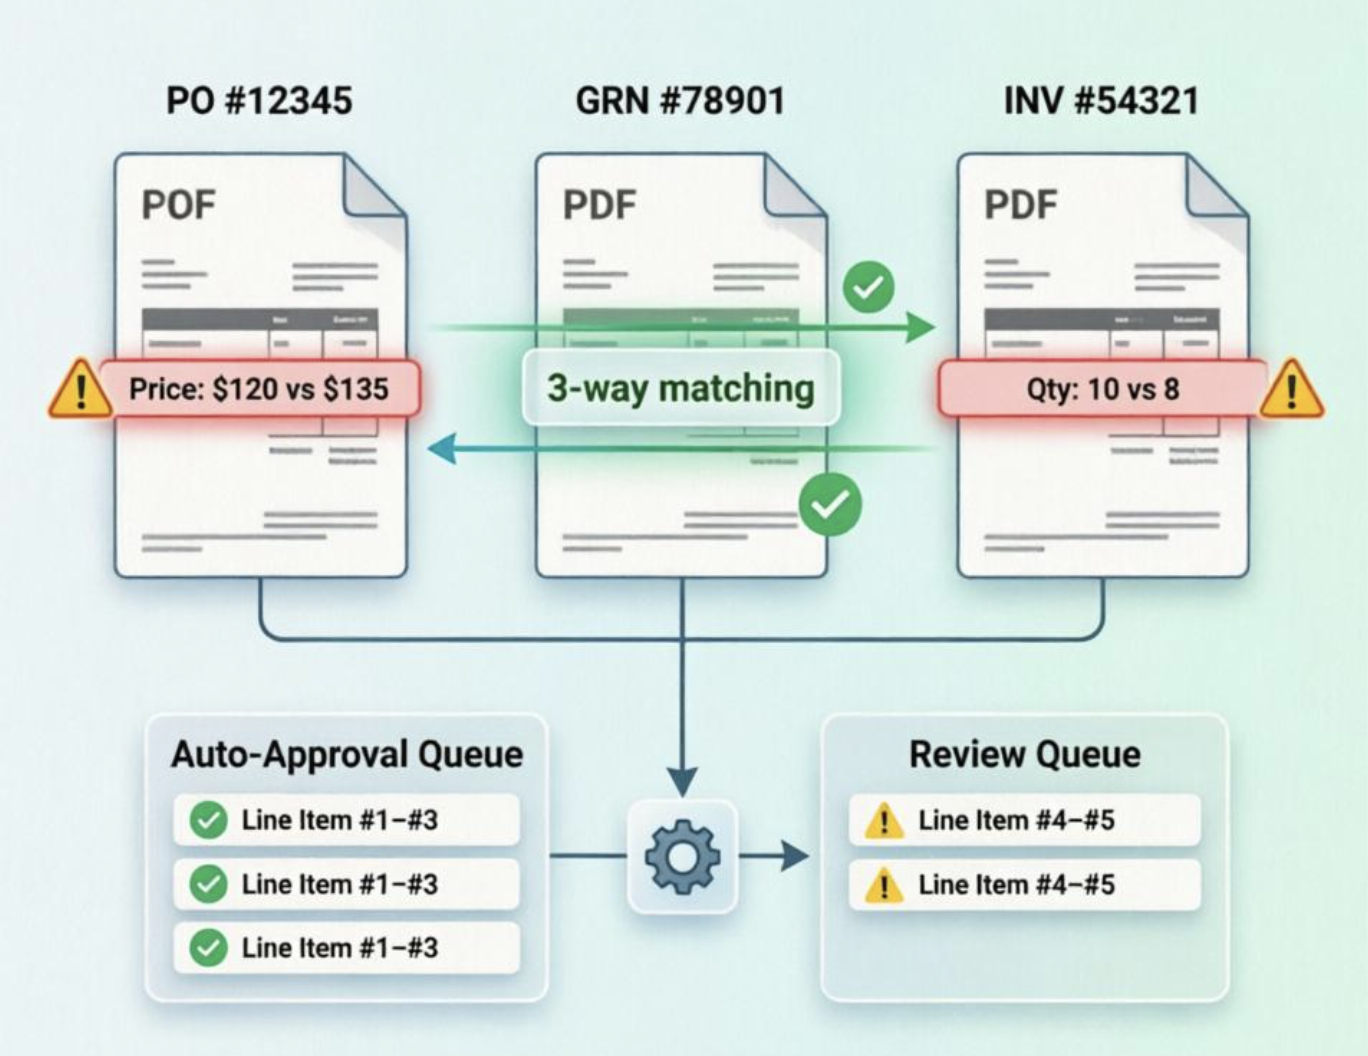 PO #12345
GRN #78901
INV #54321
POF
PDF
PDF
Price: $120 vs $135
3-way matching
Qty: 10 vs 8
Auto-Approval Queue
Line Item #1–#3
Line Item #1–#3
Line Item #1–#3
Review Queue
Line Item #4–#5
Line Item #4–#5